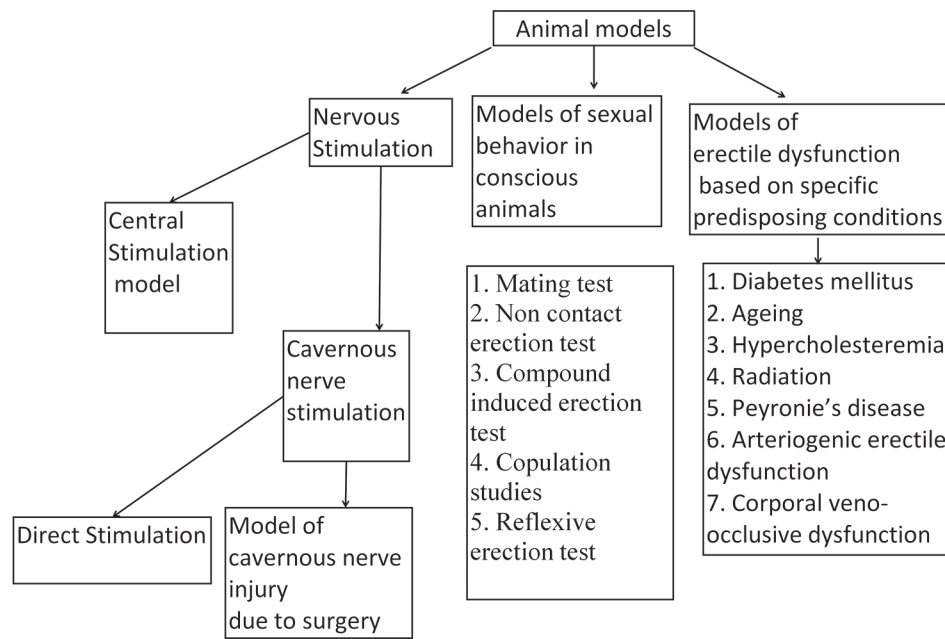 Animal models
Nervous
Stimulation
Models of sexual
behavior in
conscious
animals
Models of
erectile dysfunction
based on specific
predisposing conditions
Central
Stimulation
model
Cavernous
nerve
stimulation
Direct Stimulation
Model of
cavernous nerve
injury
due to surgery
1. Mating test
2. Non contact
erection test
3. Compound
induced erection
test
4. Copulation
studies
5. Reflexive
erection test
1. Diabetes mellitus
2. Ageing
3. Hypercholesteremia
4. Radiation
5. Peyronie’s disease
6. Arteriogenic erectile
dysfunction
7. Corporal veno-
occlusive dysfunction